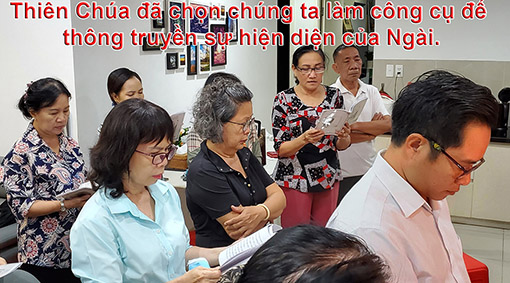 Thiên Chúa đã chọn chúng ta làm công cụ để
thông truyền sự hiện diện của Ngài.